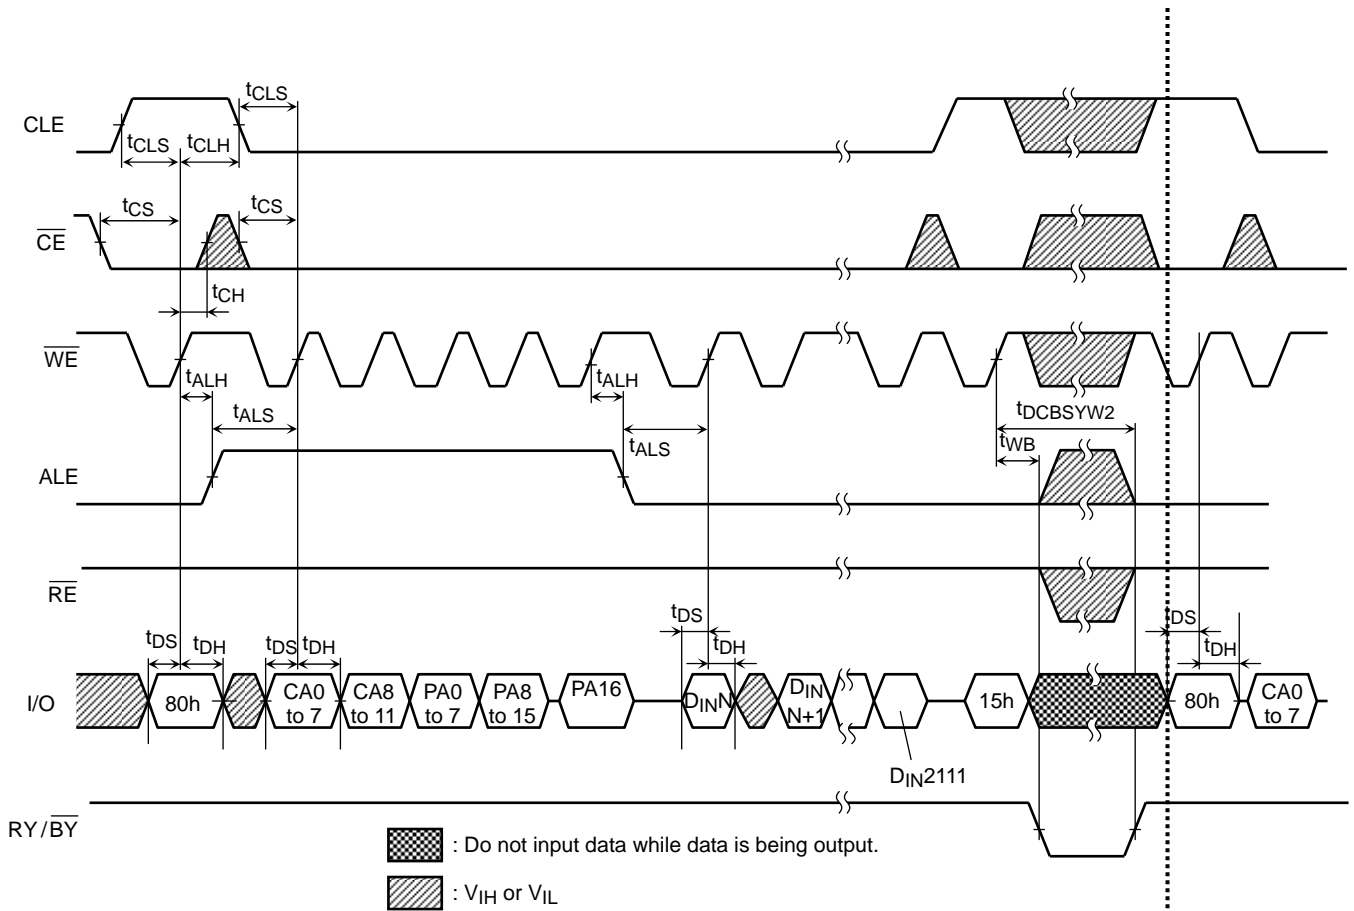 CLE
tCLS
tCLS
tCLH
CE
tCS
tCS
tCH
WE
tALH
tALH
tALS
tALS
tDCBSYW2
tWB
ALE
RE
tDS
tDH
tDS
tDH
tDS
tDH
tDS
tDH
I/O
80h
CA0
to 7
CA8
to 11
PA0
to 7
PA8
to 15
PA16
DINN
DIN
N+1
15h
80h
CA0
to 7
DIN2111
RY/BY
: Do not input data while data is being output.
: VIH or VIL